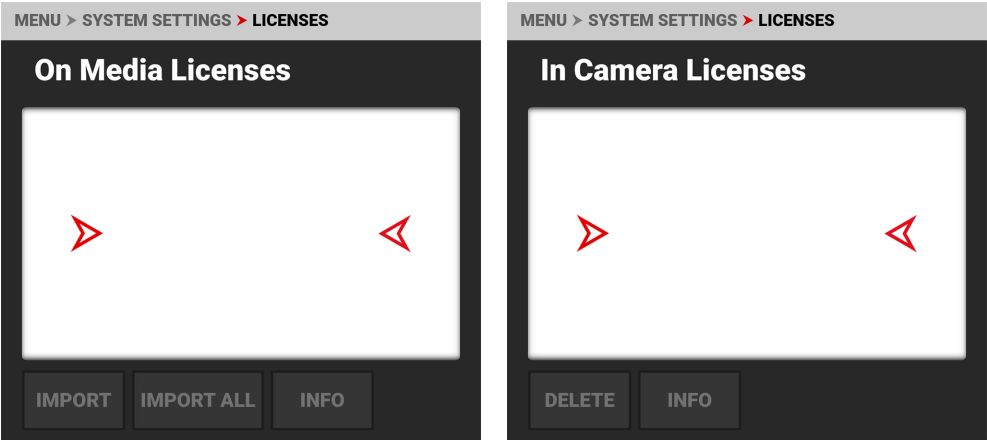 MENU > SYSTEM SETTINGS > LICENSES
On Media Licenses
IMPORT IMPORT ALL INFO
MENU > SYSTEM SETTINGS > LICENSES
In Camera Licenses
DELETE INFO